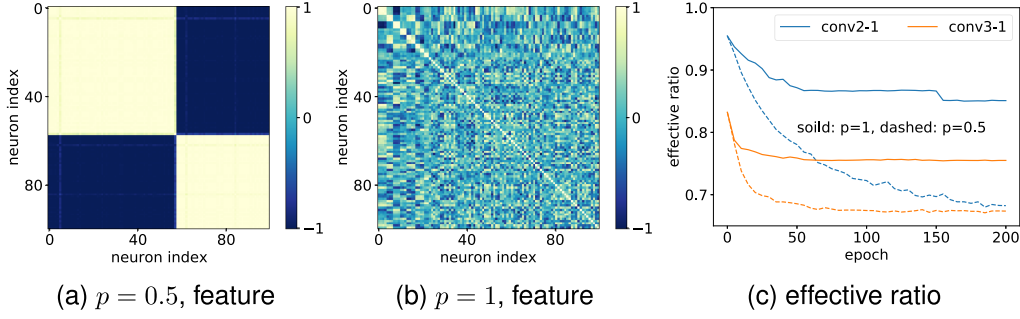 0
40
80
neuron index
0
40
80
neuron index
1
0
−1
(a) p = 0.5, feature
0
40
80
neuron index
0
40
80
neuron index
1
0
−1
(b) p = 1, feature
1.0
0.9
0.8
0.7
effective ratio
conv2-1
conv3-1
soild: p=1, dashed: p=0.5
0
50
100
150
200
epoch
(c) effective ratio